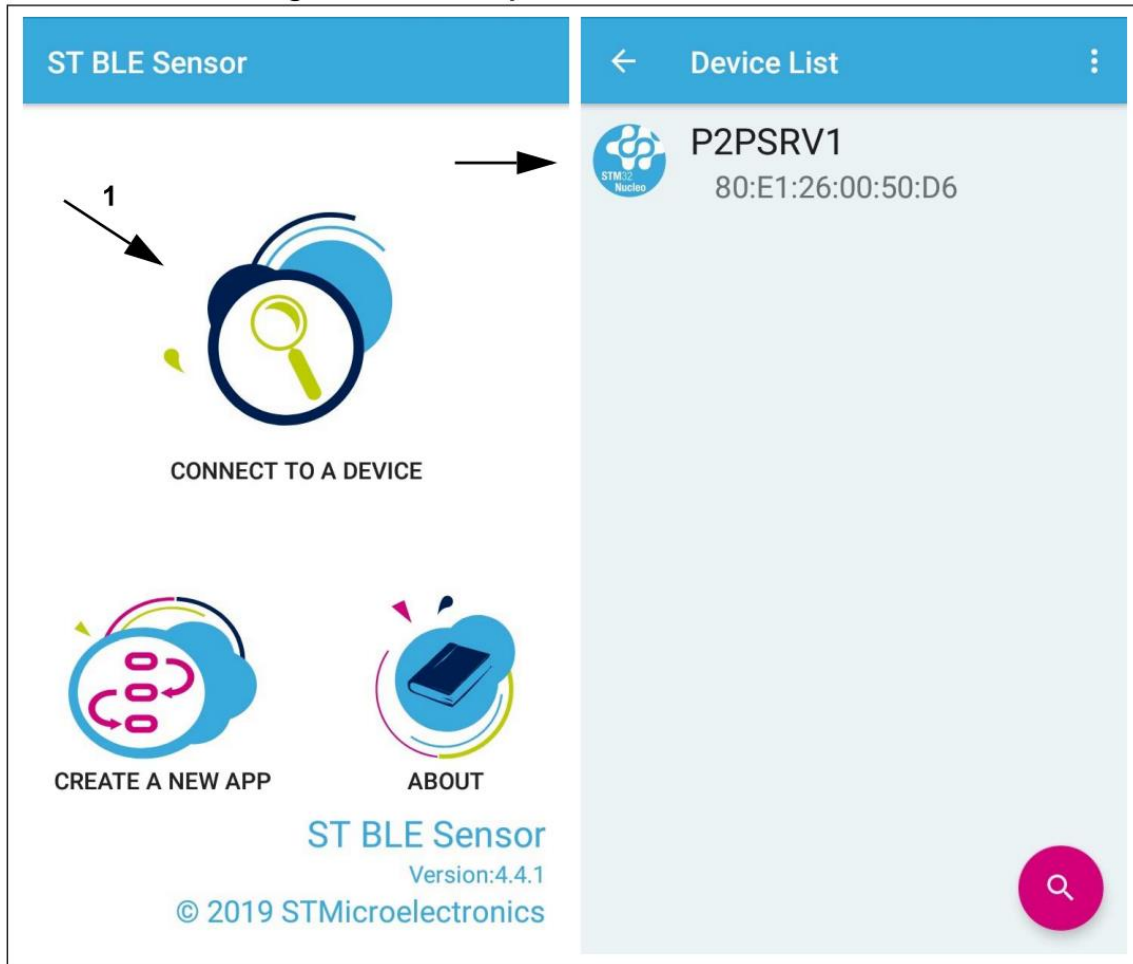 ST BLE Sensor
1
CONNECT TO A DEVICE
CREATE A NEW APP
ABOUT
ST BLE Sensor
Version:4.4.1
© 2019 STMicroelectronics
Device List
P2PSRV1
80:E1:26:00:50:D6
STM32
Nucleo